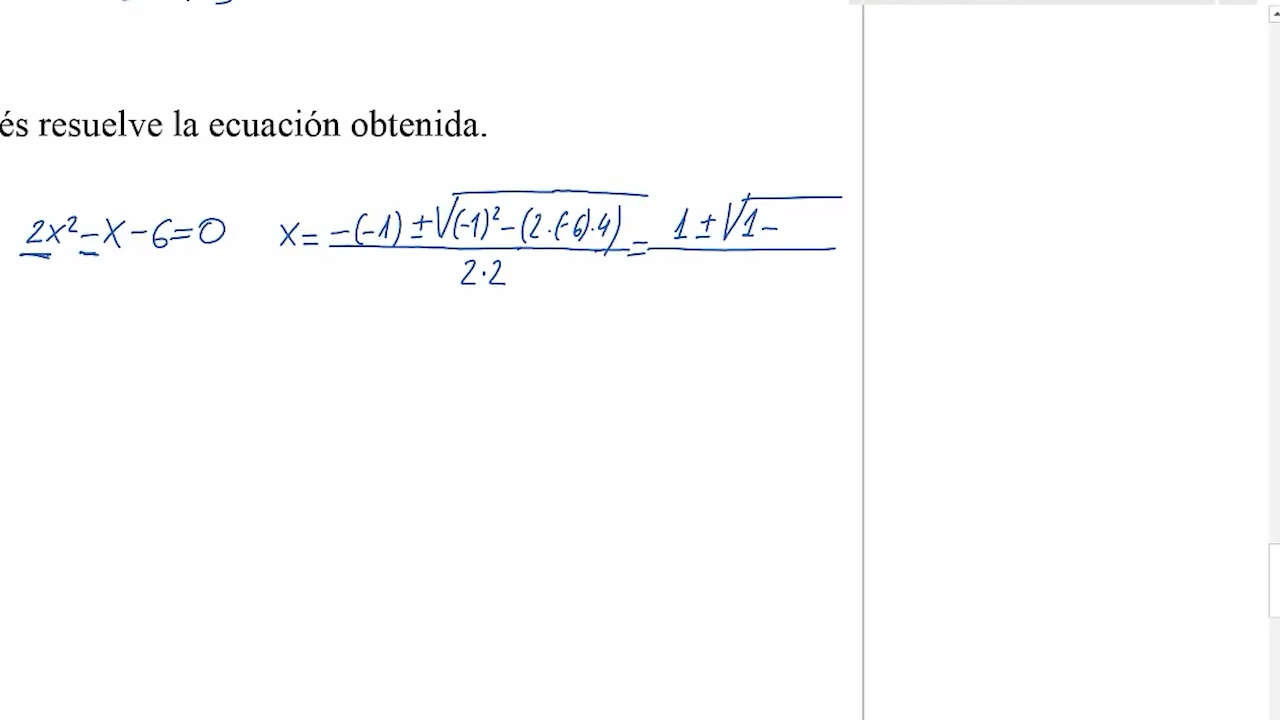 és resuelve la ecuación obtenida.
2x² - x - 6 = 0 x = -(-1) ± √(-1)² - (2·(-6)·4) = 1 ± √1 -
2·2